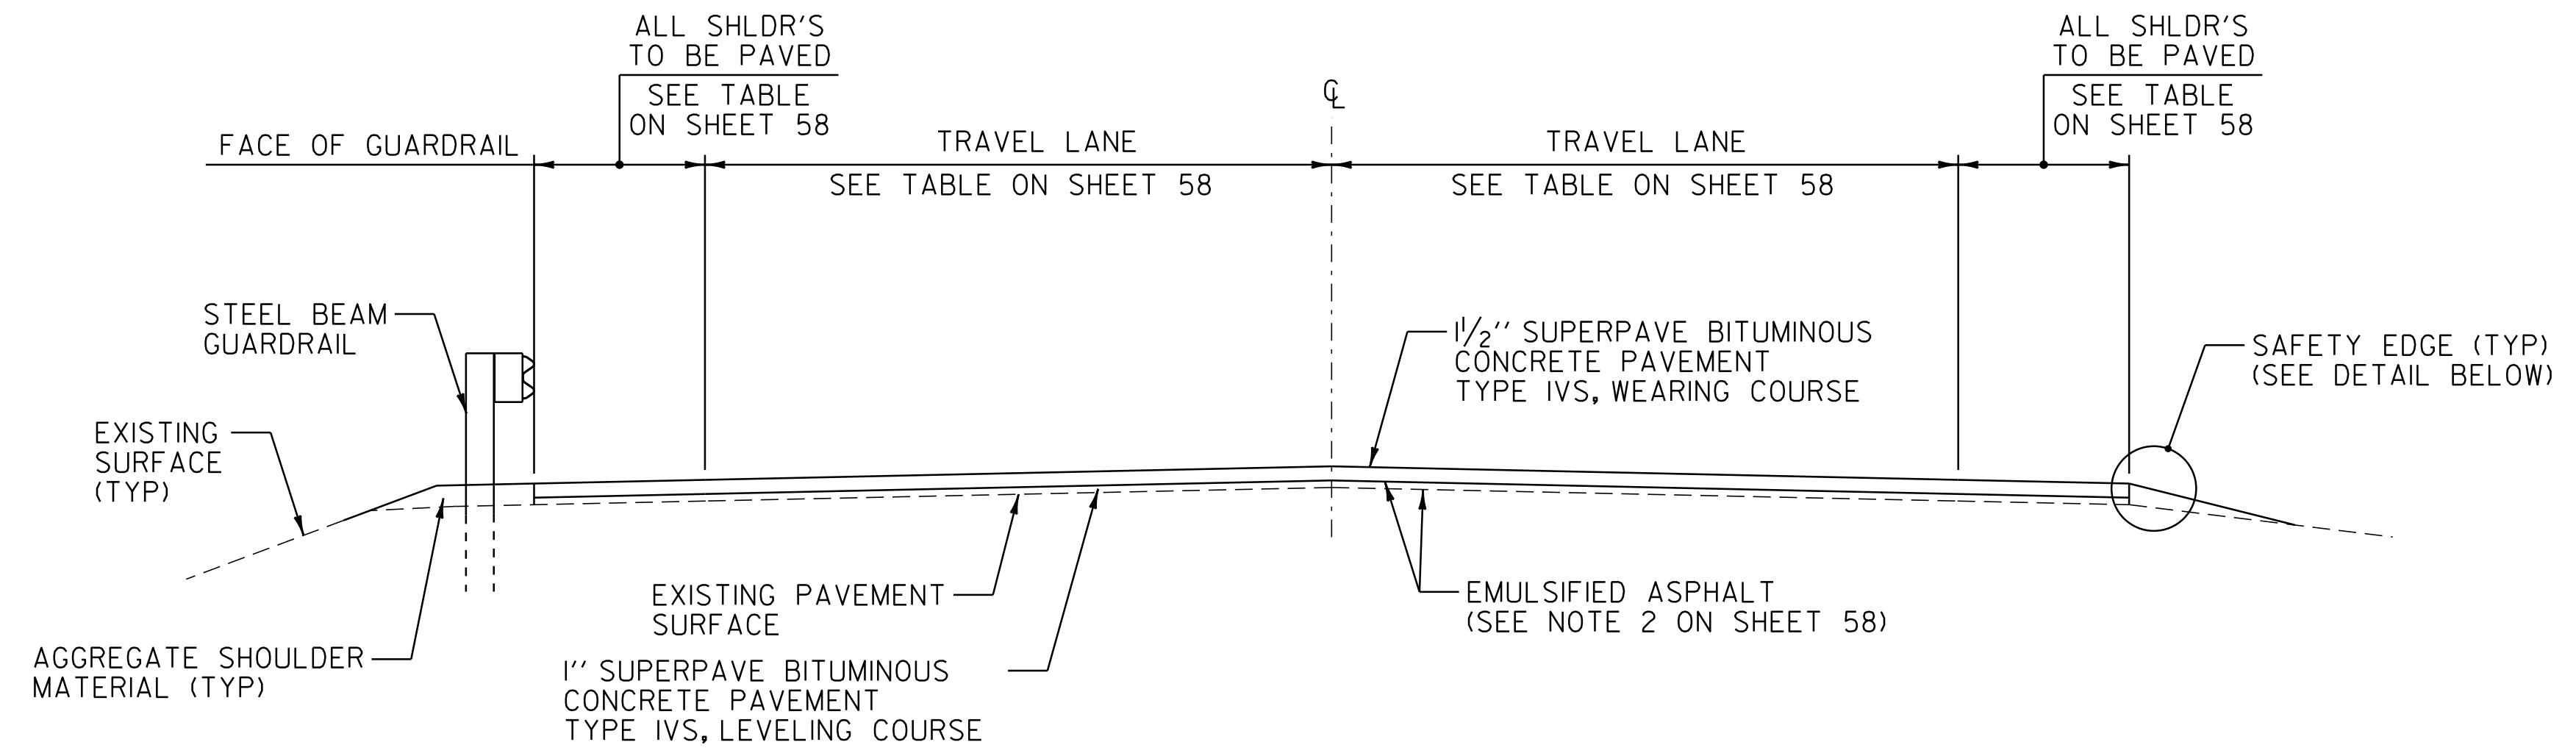 ALL SHLDR'S
TO BE PAVED
SEE TABLE
ON SHEET 58
ALL SHLDR'S
TO BE PAVED
SEE TABLE
ON SHEET 58
℄
FACE OF GUARDRAIL
TRAVEL LANE
SEE TABLE ON SHEET 58
TRAVEL LANE
SEE TABLE ON SHEET 58
STEEL BEAM
GUARDRAIL
1 1/2" SUPERPAVE BITUMINOUS
CONCRETE PAVEMENT
TYPE IVS, WEARING COURSE
SAFETY EDGE (TYP)
(SEE DETAIL BELOW)
EXISTING
SURFACE
(TYP)
EXISTING PAVEMENT
SURFACE
EMULSIFIED ASPHALT
(SEE NOTE 2 ON SHEET 58)
AGGREGATE SHOULDER
MATERIAL (TYP)
1" SUPERPAVE BITUMINOUS
CONCRETE PAVEMENT
TYPE IVS, LEVELING COURSE